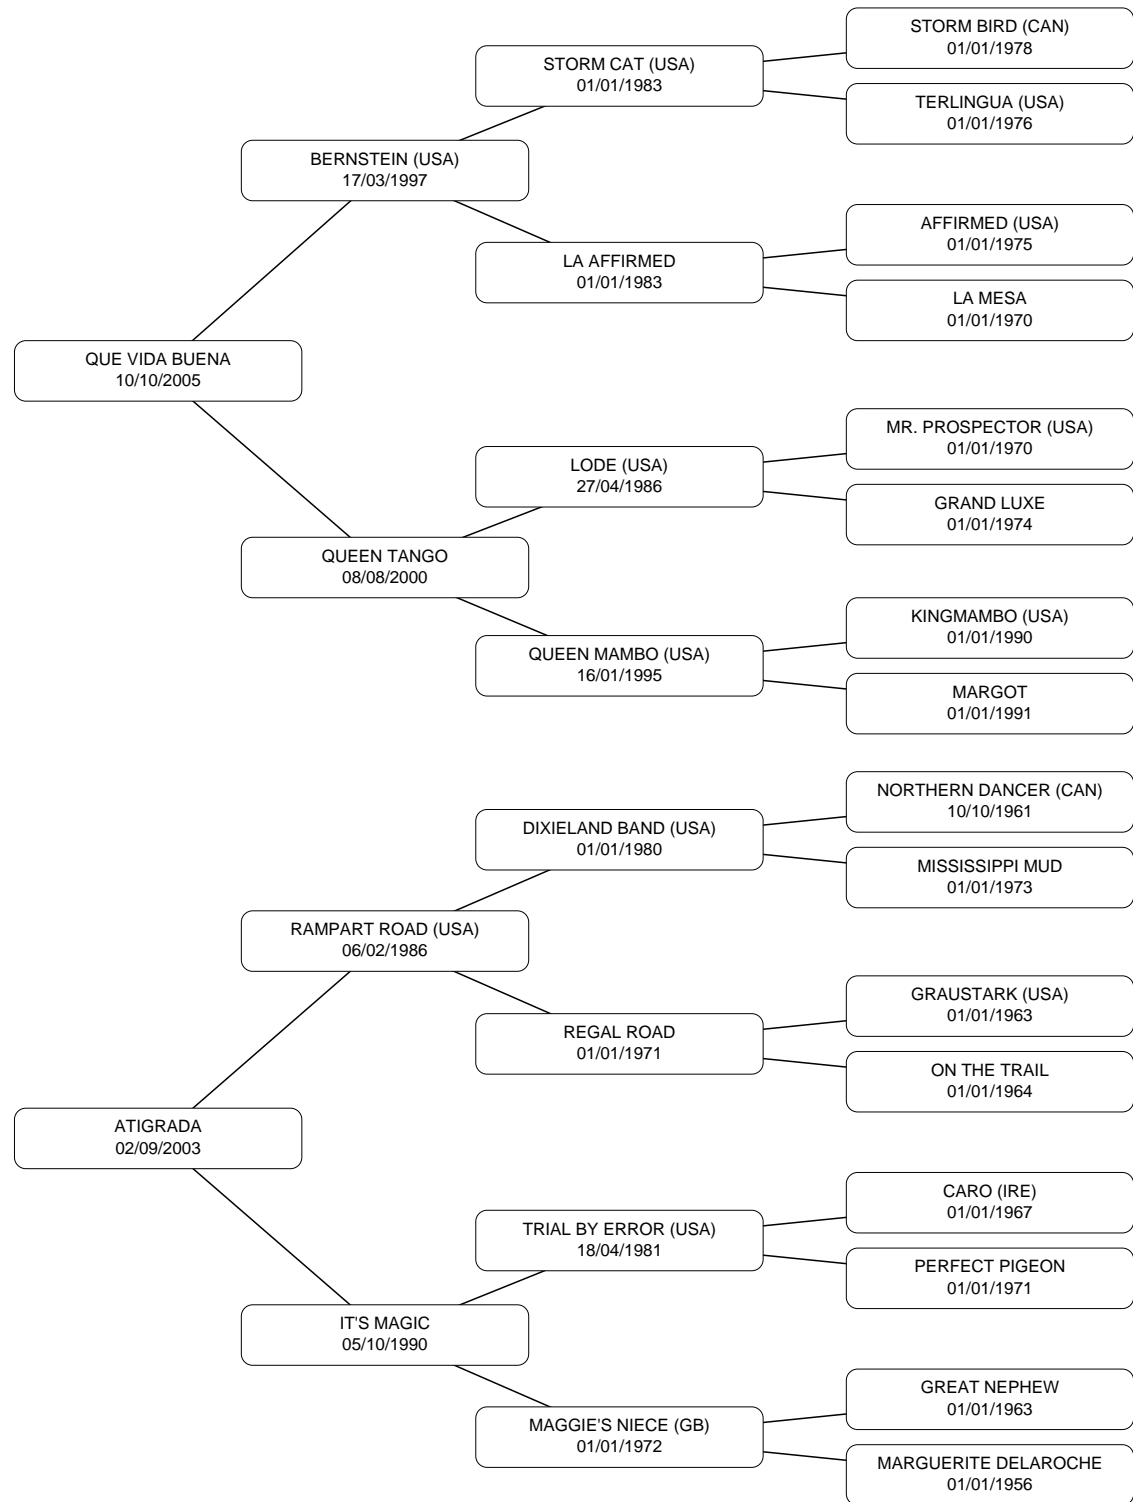 STORM BIRD (CAN)
01/01/1978
STORM CAT (USA)
01/01/1983
TERLINGUA (USA)
01/01/1976
BERNSTEIN (USA)
17/03/1997
AFFIRMED (USA)
01/01/1975
LA AFFIRMED
01/01/1983
LA MESA
01/01/1970
QUE VIDA BUENA
10/10/2005
MR. PROSPECTOR (USA)
01/01/1970
LODE (USA)
27/04/1986
GRAND LUXE
01/01/1974
QUEEN TANGO
08/08/2000
KINGMAMBO (USA)
01/01/1990
QUEEN MAMBO (USA)
16/01/1995
MARGOT
01/01/1991
NORTHERN DANCER (CAN)
10/10/1961
DIXIELAND BAND (USA)
01/01/1980
MISSISSIPPI MUD
01/01/1973
RAMPART ROAD (USA)
06/02/1986
GRAUSTARK (USA)
01/01/1963
REGAL ROAD
01/01/1971
ON THE TRAIL
01/01/1964
ATIGRADA
02/09/2003
CARO (IRE)
01/01/1967
TRIAL BY ERROR (USA)
18/04/1981
PERFECT PIGEON
01/01/1971
IT'S MAGIC
05/10/1990
GREAT NEPHEW
01/01/1963
MAGGIE'S NIECE (GB)
01/01/1972
MARGUERITE DELAROCHE
01/01/1956